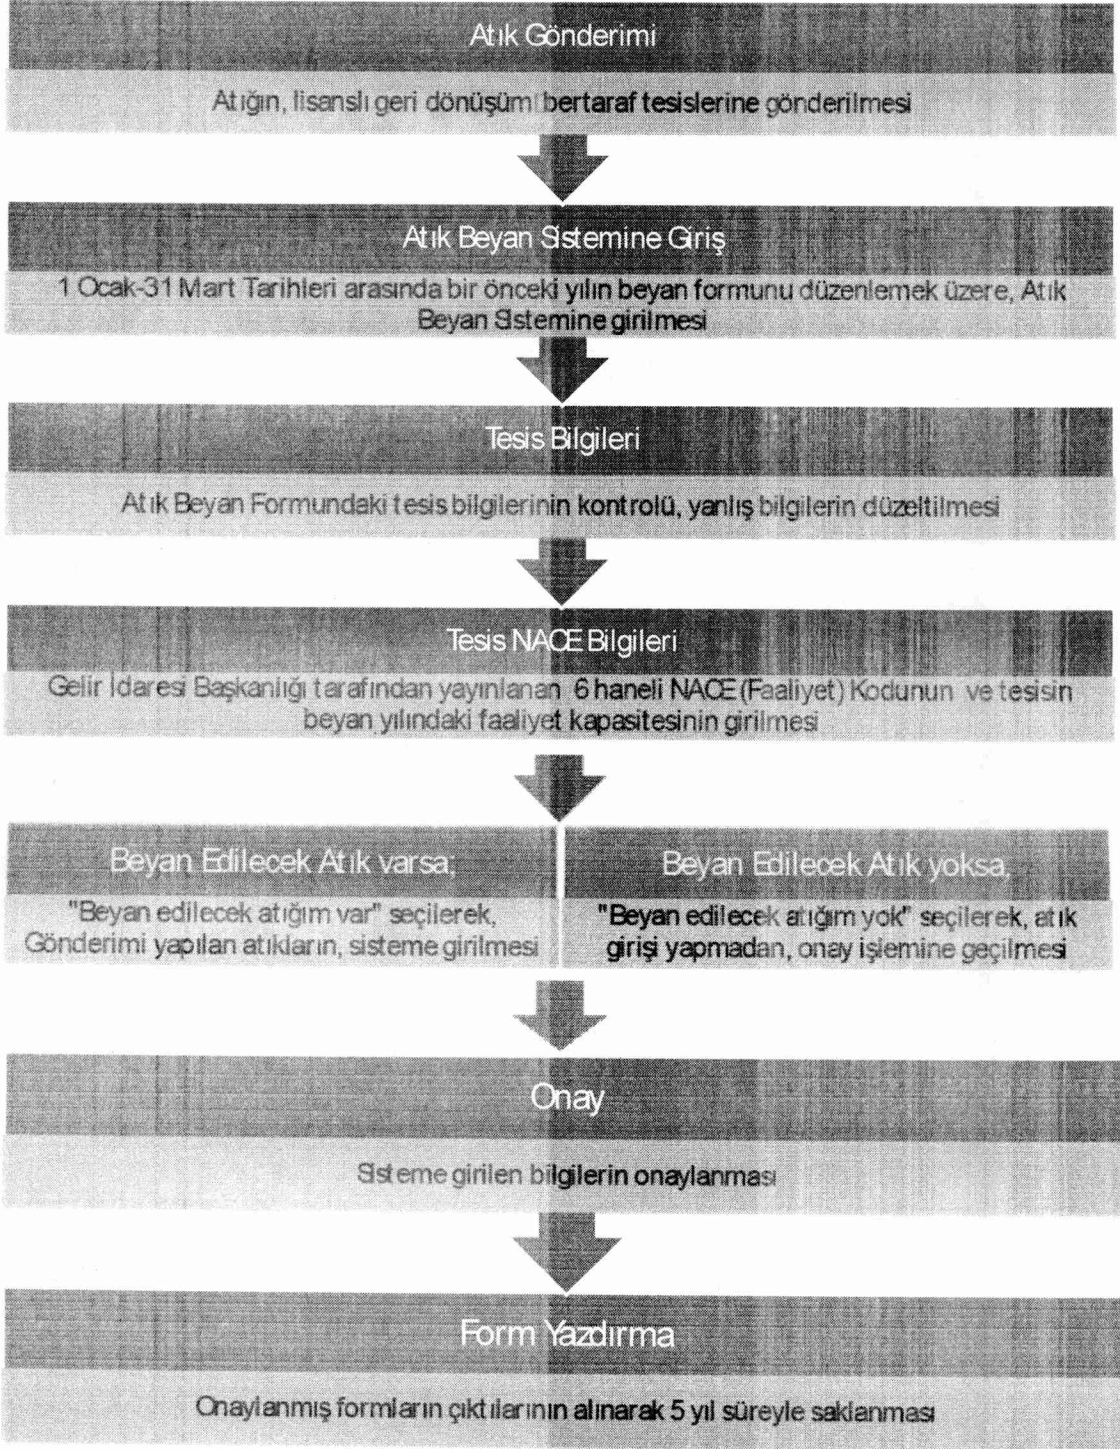 Atık Gönderimi
Atığın, lisanslı geri dönüşüm bertaraf tesislerine gönderilmesi
Atık Beyan Sistemine Giriş
1 Ocak-31 Mart Tarihleri arasında bir önceki yılın beyan formunu düzenlemek üzere, Atık
Beyan Sistemine girilmesi
Tesis Bilgileri
Atık Beyan Formundaki tesis bilgilerinin kontrolü, yanlış bilgilerin düzeltilmesi
Tesis NACE Bilgileri
Gelir İdaresi Başkanlığı tarafından yayınlanan 6 haneli NACE (Faaliyet) Kodunun ve tesisin
beyan yılındaki faaliyet kapasitesinin girilmesi
Beyan Edilecek Atık varsa;
"Beyan edilecek atığım var" seçilerek,
Gönderimi yapılan atıkların, sisteme girilmesi
Beyan Edilecek Atık yoksa,
"Beyan edilecek atığım yok" seçilerek, atık
girişi yapmadan, onay işlemine geçilmesi
Onay
Sisteme girilen bilgilerin onaylanması
Form Yazdırma
Onaylanmış formların çıktılarının alınarak 5 yıl süreyle saklanması